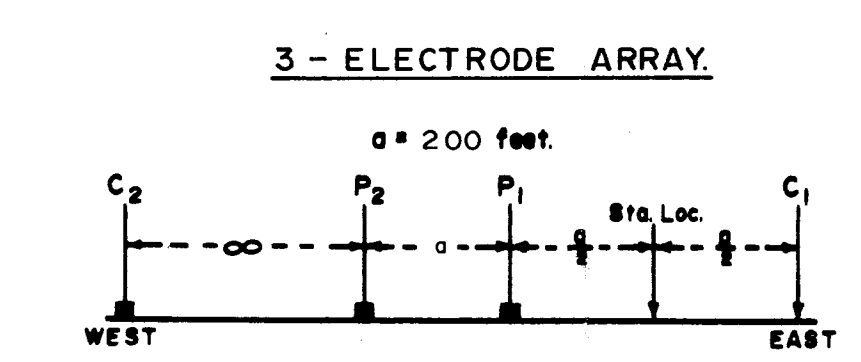 3 - ELECTRODE ARRAY.
a = 200 feet.
C2 P2 P1 Sta. Loc. C1
∞ a a/2 a/2
WEST EAST